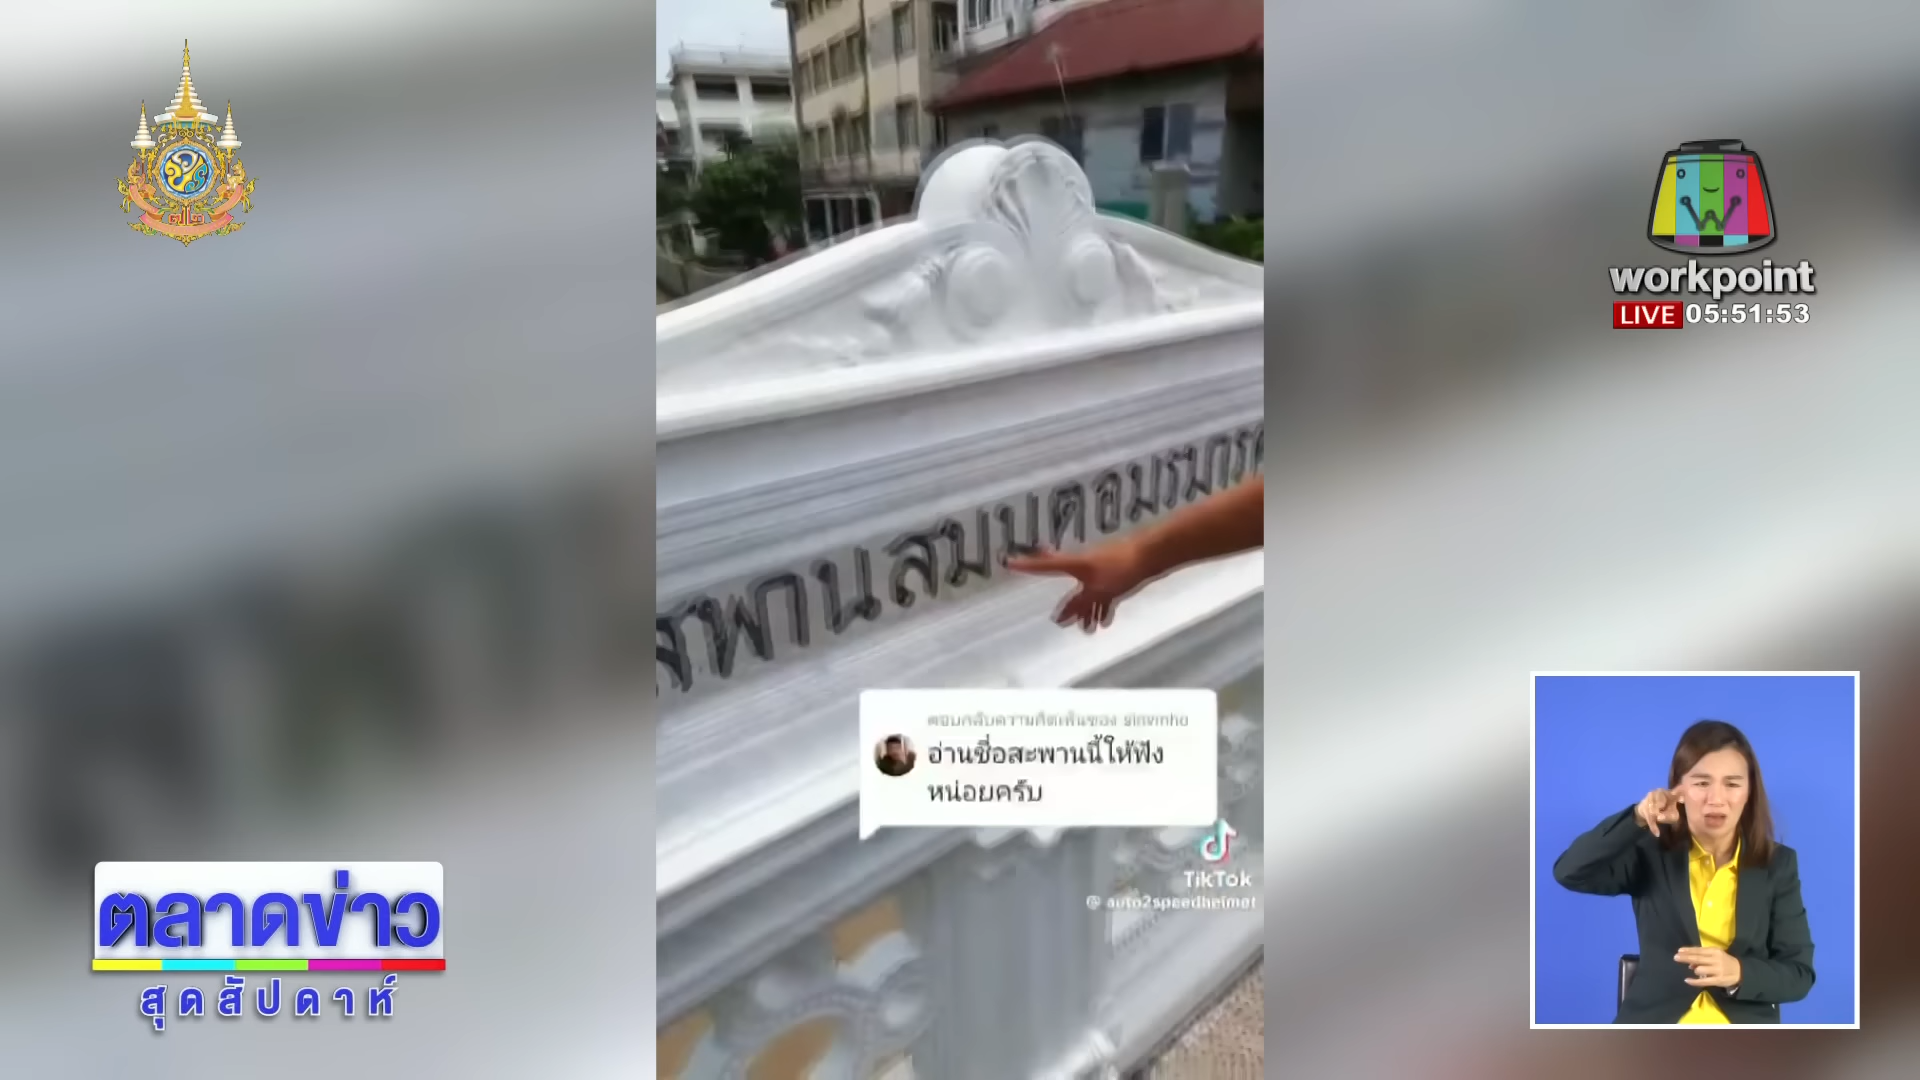 workpoint
LIVE 05:51:53
สพานสมมตอมรมารค
ตอบกลับความคิดเห็นของ sinvinho
อ่านชื่อสะพานนี้ให้ฟัง
หน่อยครับ
TikTok
@ auto2speedhelmet
ตลาดข่าว
สุดสัปดาห์